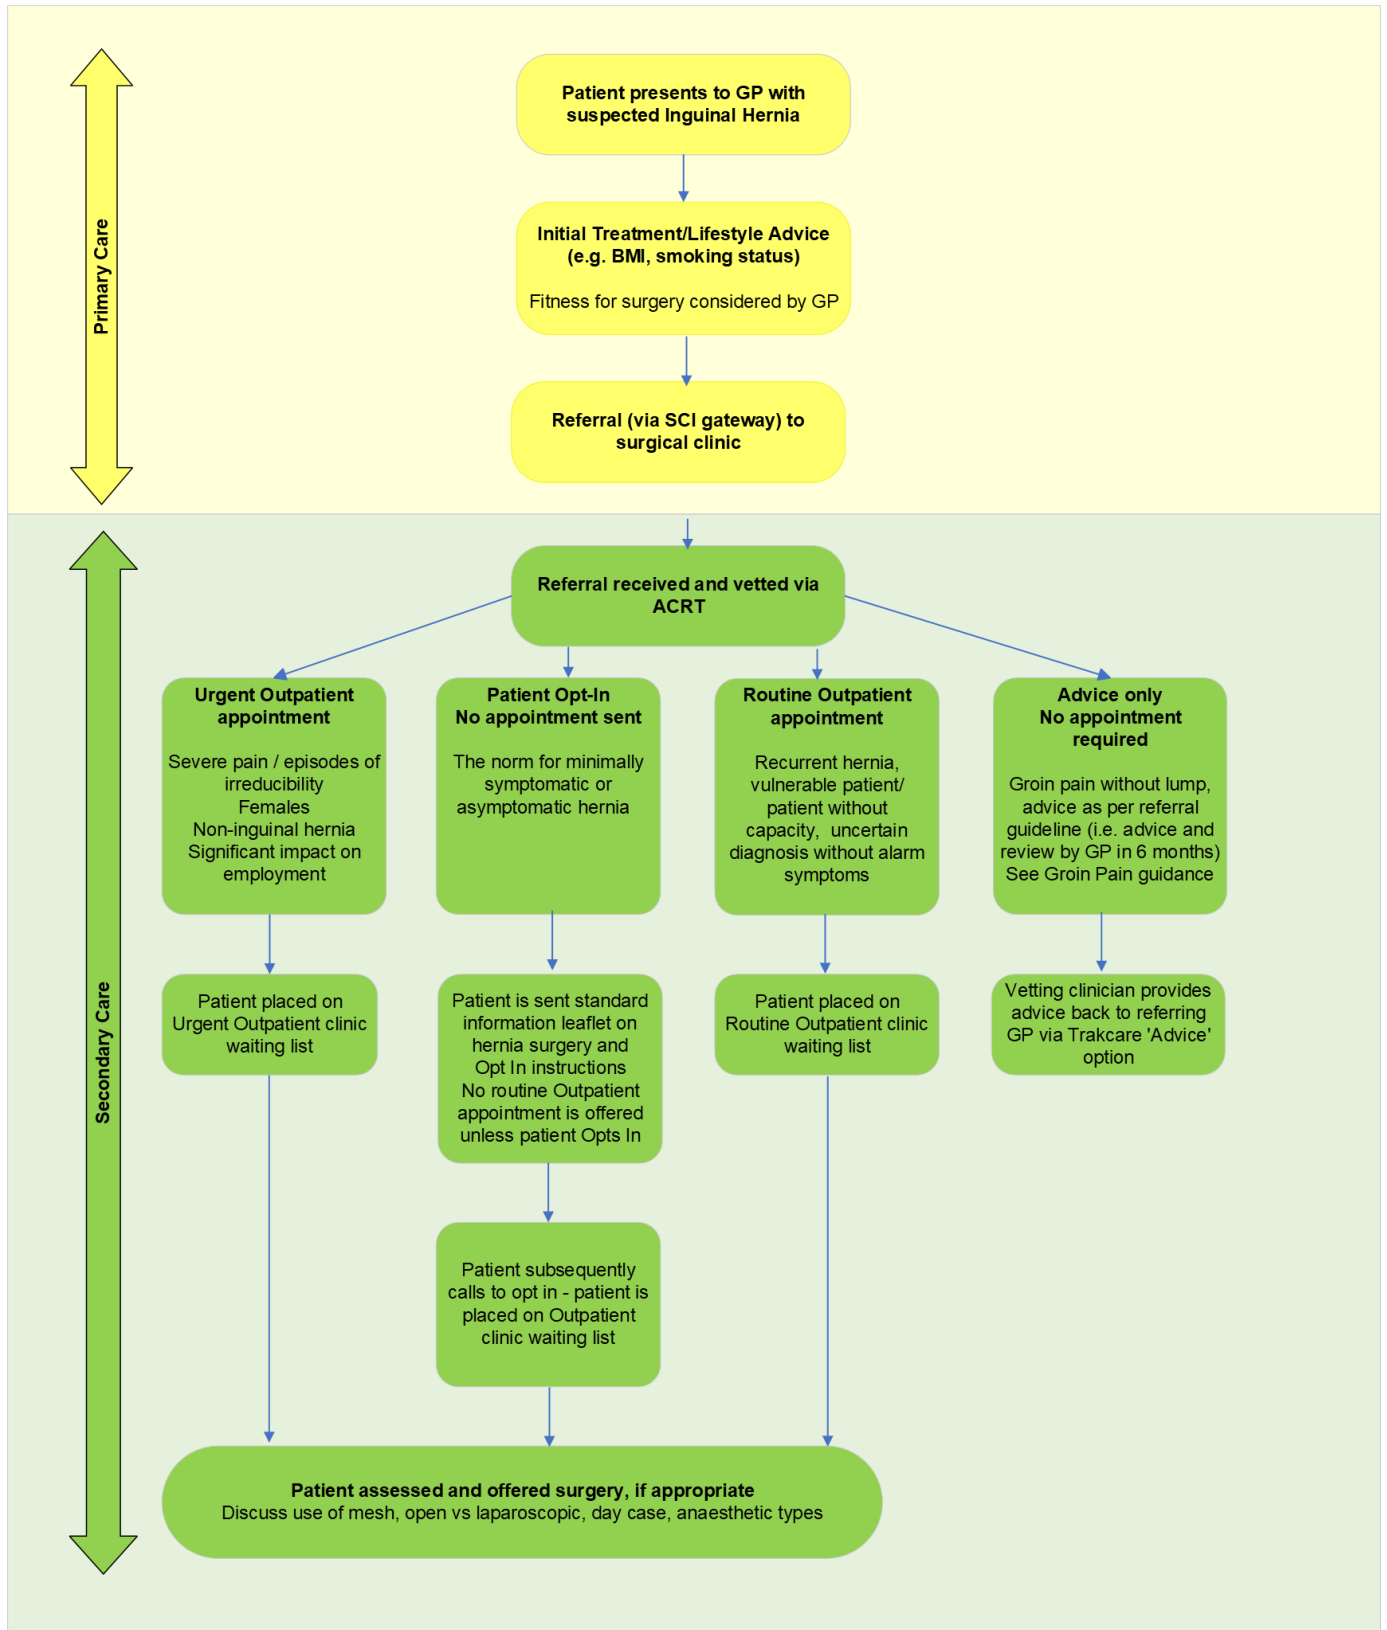 Primary Care
Patient presents to GP with
suspected Inguinal Hernia
Initial Treatment/Lifestyle Advice
(e.g. BMI, smoking status)
Fitness for surgery considered by GP
Referral (via SCI gateway) to
surgical clinic
Secondary Care
Referral received and vetted via
ACRT
Urgent Outpatient
appointment
Severe pain / episodes of
irreducibility
Females
Non-inguinal hernia
Significant impact on
employment
Patient Opt-In
No appointment sent
The norm for minimally
symptomatic or
asymptomatic hernia
Routine Outpatient
appointment
Recurrent hernia,
vulnerable patient/
patient without
capacity,  uncertain
diagnosis without alarm
symptoms
Advice only
No appointment
required
Groin pain without lump,
advice as per referral
guideline (i.e. advice and
review by GP in 6 months)
See Groin Pain guidance
Patient placed on
Urgent Outpatient clinic
waiting list
Patient is sent standard
information leaflet on
hernia surgery and
Opt In instructions
No routine Outpatient
appointment is offered
unless patient Opts In
Patient placed on
Routine Outpatient clinic
waiting list
Vetting clinician provides
advice back to referring
GP via Trakcare 'Advice'
option
Patient subsequently
calls to opt in - patient is
placed on Outpatient
clinic waiting list
Patient assessed and offered surgery, if appropriate
Discuss use of mesh, open vs laparoscopic, day case, anaesthetic types